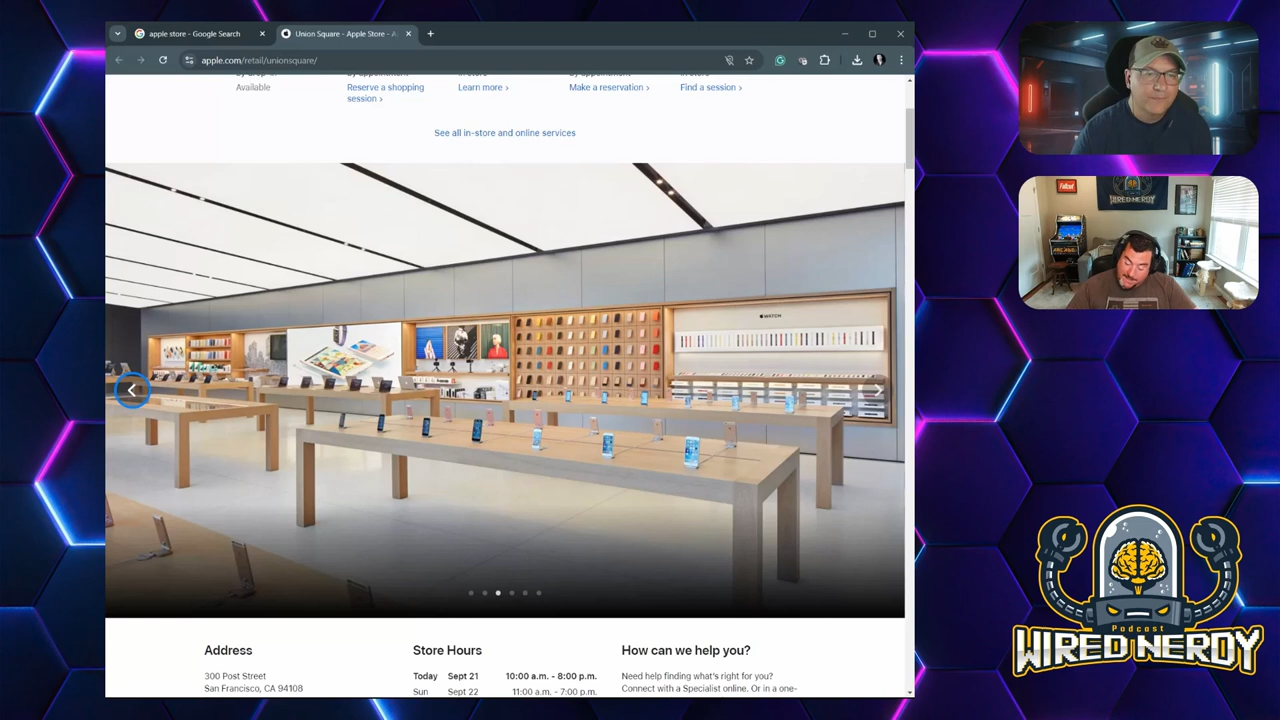 apple store - Google Search
Union Square - Apple Store - A
apple.com/retail/unionsquare/
Available
Reserve a shopping
session >
Learn more >
Make a reservation >
Find a session >
See all in-store and online services
WATCH
Address
Store Hours
How can we help you?
300 Post Street
San Francisco, CA 94108
Today Sept 21 10:00 a.m. - 8:00 p.m.
Sun Sept 22 11:00 a.m. - 7:00 p.m.
Need help finding what's right for you?
Connect with a Specialist online. Or in a one-
Fallout
WIRED NERDY
Podcast
WIRED NERDY